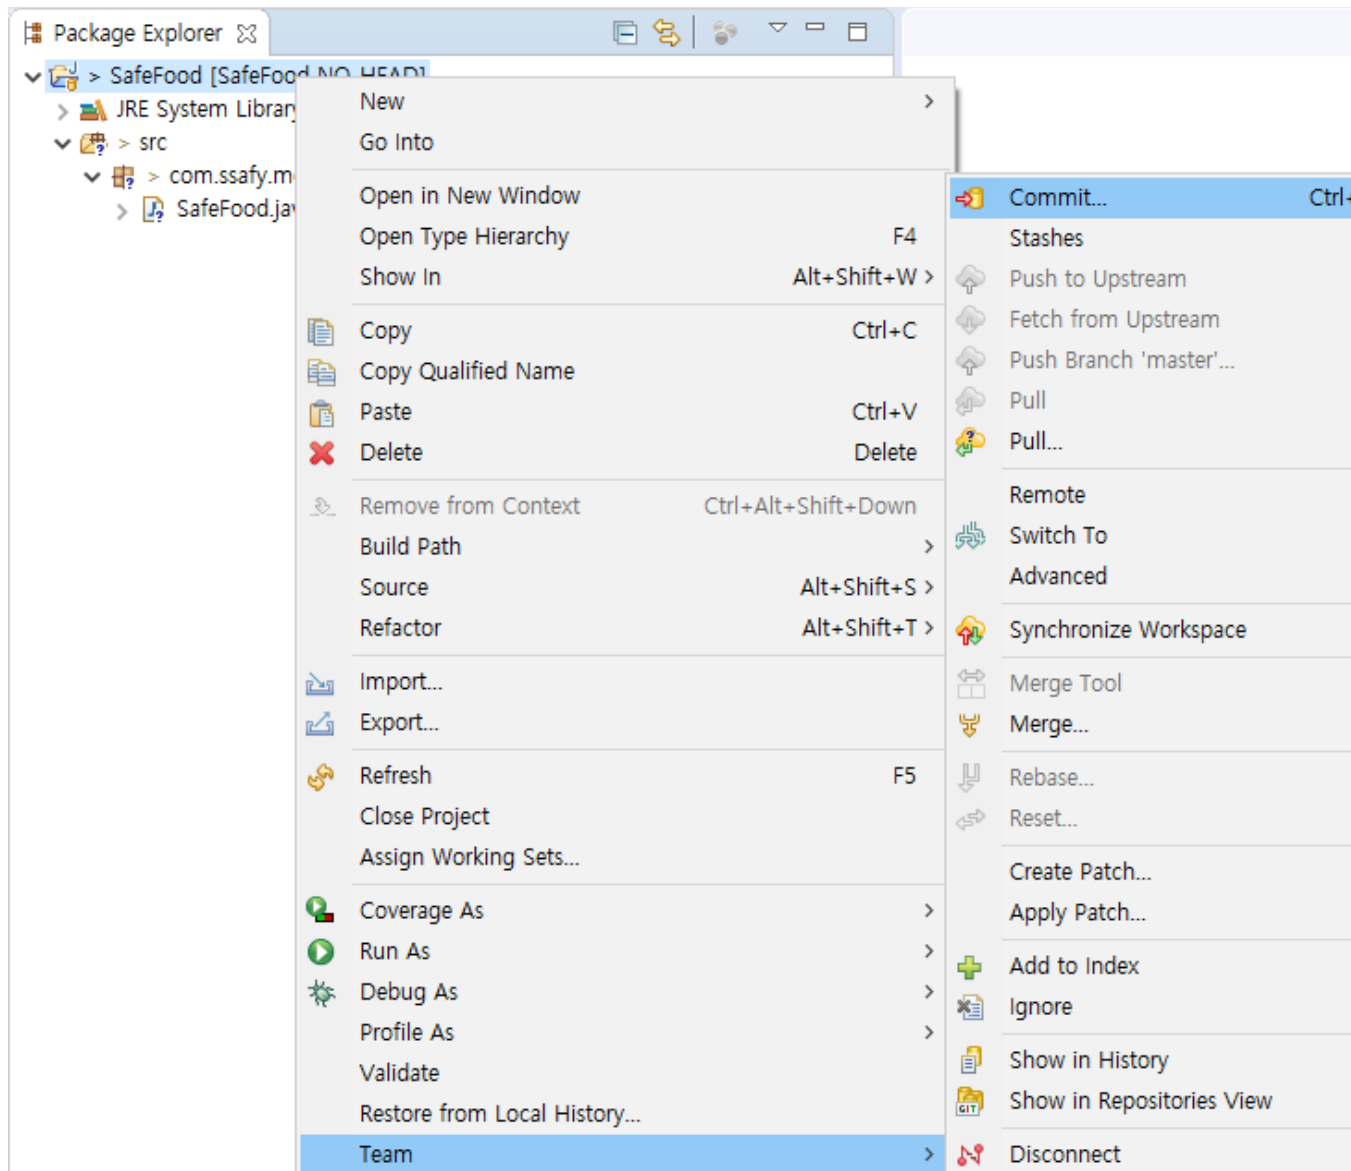 Package Explorer
> SafeFood [SafeFood NO-HEAD]
JRE System Library
> src
> com.ssafy.m
SafeFood.jav
New
Go Into
Open in New Window
Open Type Hierarchy F4
Show In Alt+Shift+W >
Copy Ctrl+C
Copy Qualified Name
Paste Ctrl+V
Delete Delete
Remove from Context Ctrl+Alt+Shift+Down
Build Path
Source Alt+Shift+S >
Refactor Alt+Shift+T >
Import...
Export...
Refresh F5
Close Project
Assign Working Sets...
Coverage As
Run As
Debug As
Profile As
Validate
Restore from Local History...
Team
Commit... Ctrl+
Stashes
Push to Upstream
Fetch from Upstream
Push Branch 'master'...
Pull
Pull...
Remote
Switch To
Advanced
Synchronize Workspace
Merge Tool
Merge...
Rebase...
Reset...
Create Patch...
Apply Patch...
Add to Index
Ignore
Show in History
GIT Show in Repositories View
Disconnect